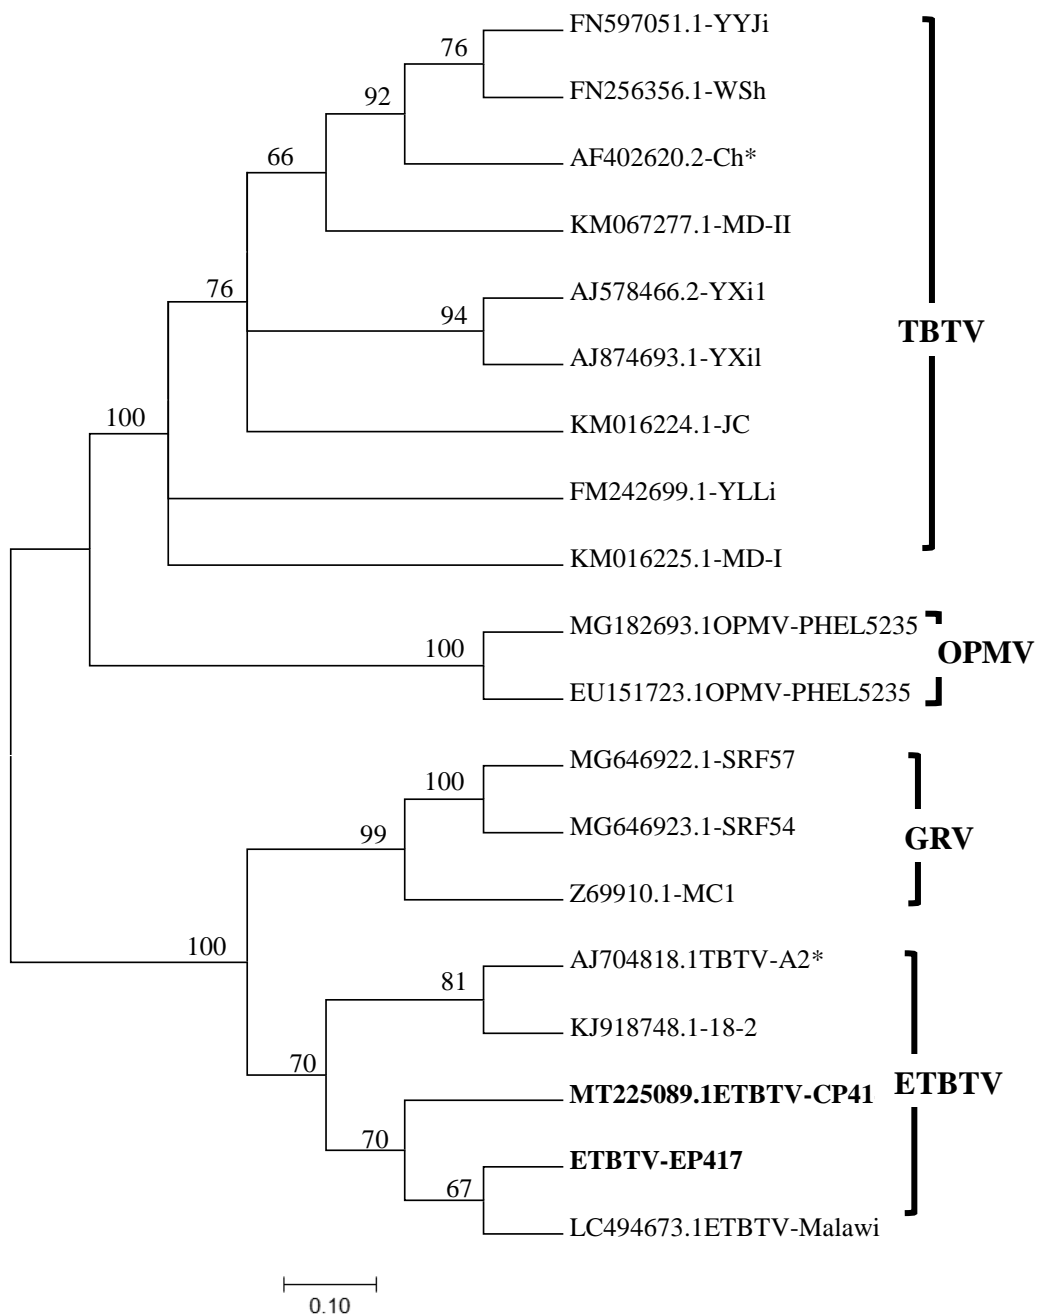 FN597051.1-YYJi
76
FN256356.1-WSh
92
AF402620.2-Ch*
66
KM067277.1-MD-II
76
AJ578466.2-YXi1
94
TBTV
AJ874693.1-YXil
100
KM016224.1-JC
FM242699.1-YLLi
KM016225.1-MD-I
MG182693.1OPMV-PHEL5235
100
OPMV
EU151723.1OPMV-PHEL5235
MG646922.1-SRF57
100
MG646923.1-SRF54
99
GRV
Z69910.1-MC1
100
AJ704818.1TBTV-A2*
81
KJ918748.1-18-2
70
ETBTV
MT225089.1ETBTV-CP41
70
ETBTV-EP417
67
LC494673.1ETBTV-Malawi
0.10